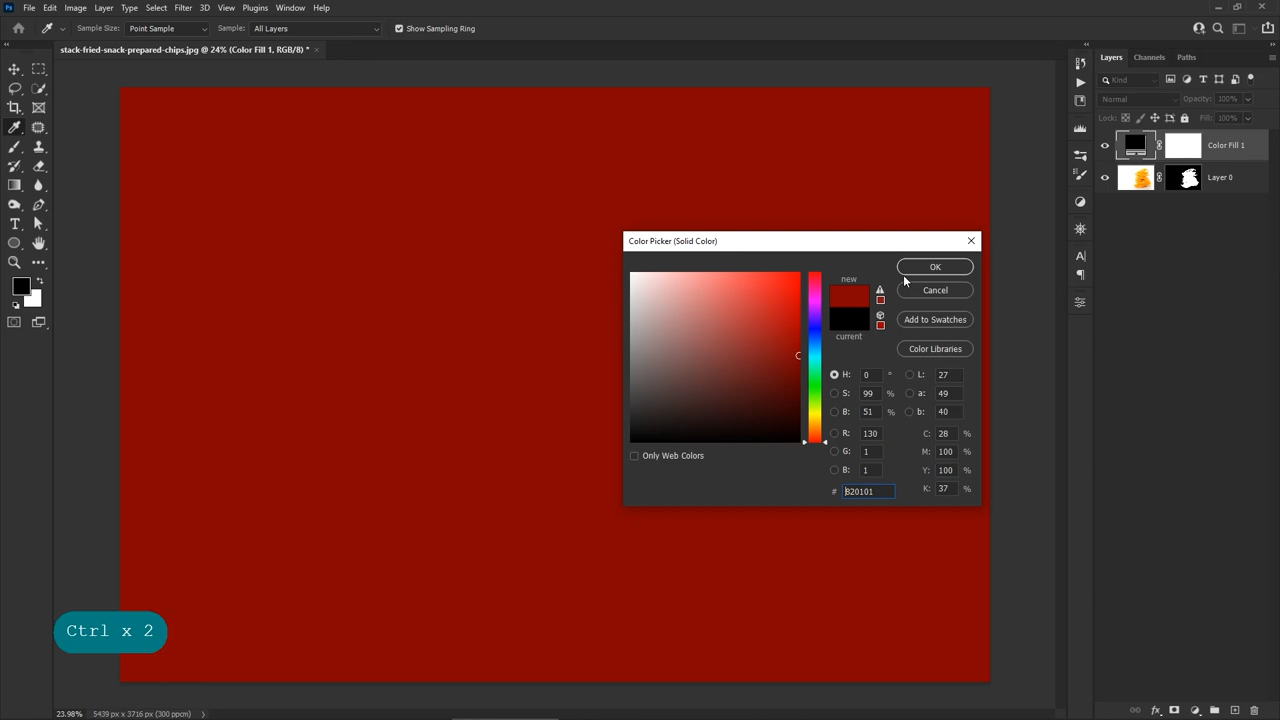 Ps File Edit Image Layer Type Select Filter 3D View Plugins Window Help
Sample Size: Point Sample Sample: All Layers Show Sampling Ring
stack-fried-snack-prepared-chips.jpg @ 24% (Color Fill 1, RGB/8) * ×
Layers Channels Paths
Kind
Normal Opacity: 100%
Lock: Fill: 100%
Color Fill 1
Layer 0
Color Picker (Solid Color)
new
current
OK
Cancel
Add to Swatches
Color Libraries
H: 0 ° L: 27
S: 99 % a: 49
B: 51 % b: 40
R: 130 C: 28 %
G: 1 M: 100 %
B: 1 Y: 100 %
# 820101 K: 37 %
Only Web Colors
Ctrl x 2
23.98% 5439 px x 3716 px (300 ppcm)